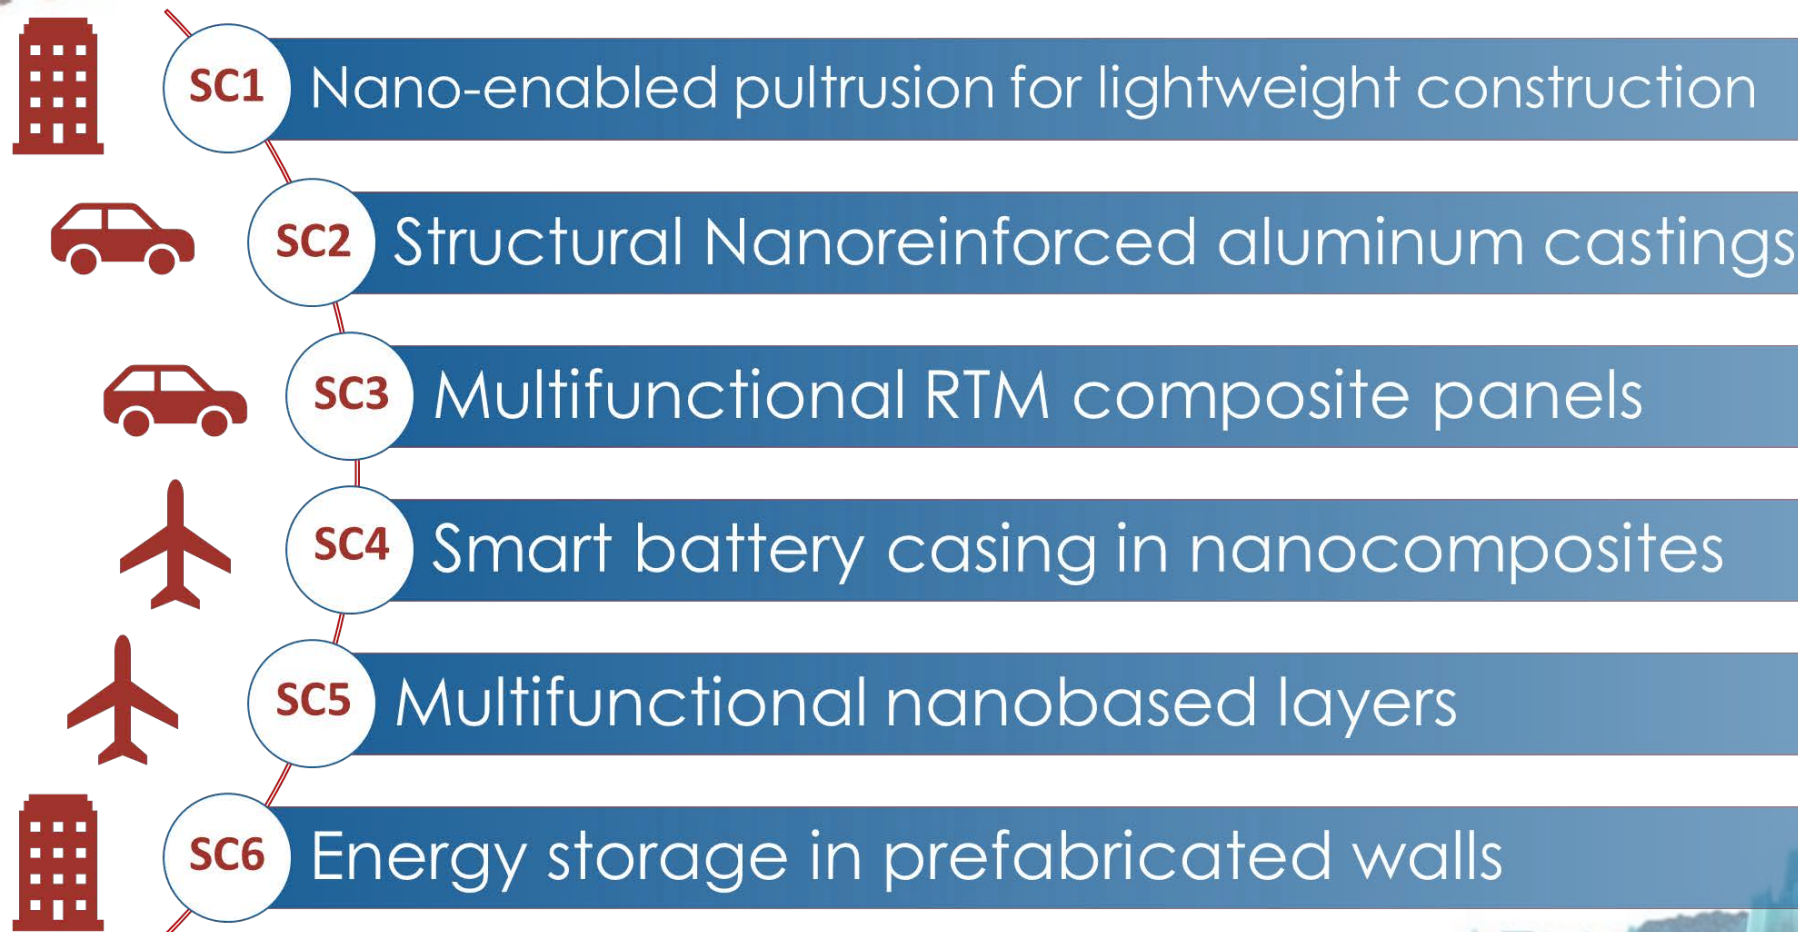 SC1 Nano-enabled pultrusion for lightweight construction
SC2 Structural Nanoreinforced aluminum castings
SC3 Multifunctional RTM composite panels
SC4 Smart battery casing in nanocomposites
SC5 Multifunctional nanobased layers
SC6 Energy storage in prefabricated walls